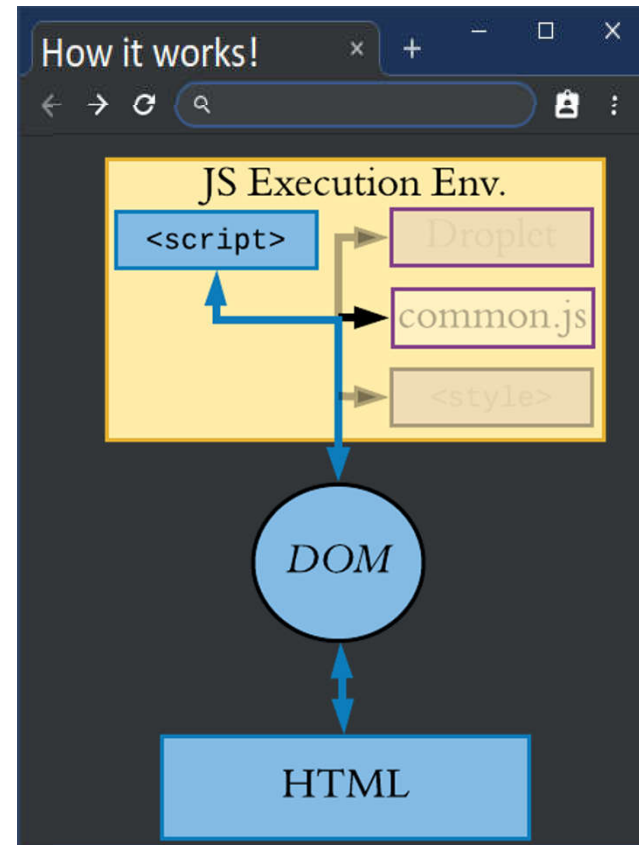 How it works!
JS Execution Env.
<script>
Droplet
common.js
<style>
DOM
HTML